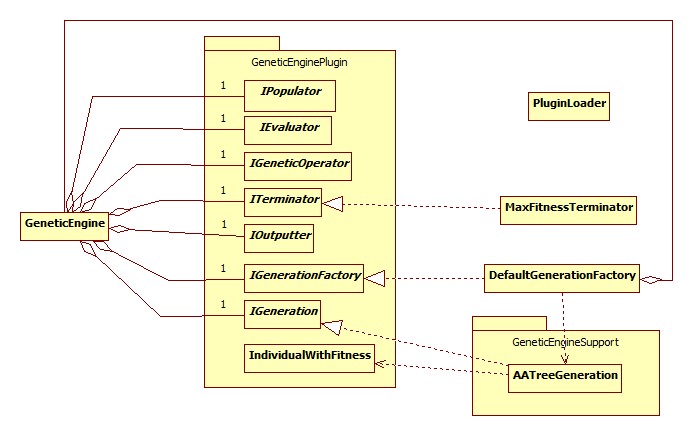 GeneticEnginePlugin
1
IPopulator
PluginLoader
1
IEvaluator
1
IGeneticOperator
1
ITerminator
MaxFitnessTerminator
GeneticEngine
1
IOutputter
1
IGenerationFactory
DefaultGenerationFactory
1
IGeneration
GeneticEngineSupport
IndividualWithFitness
AATreeGeneration